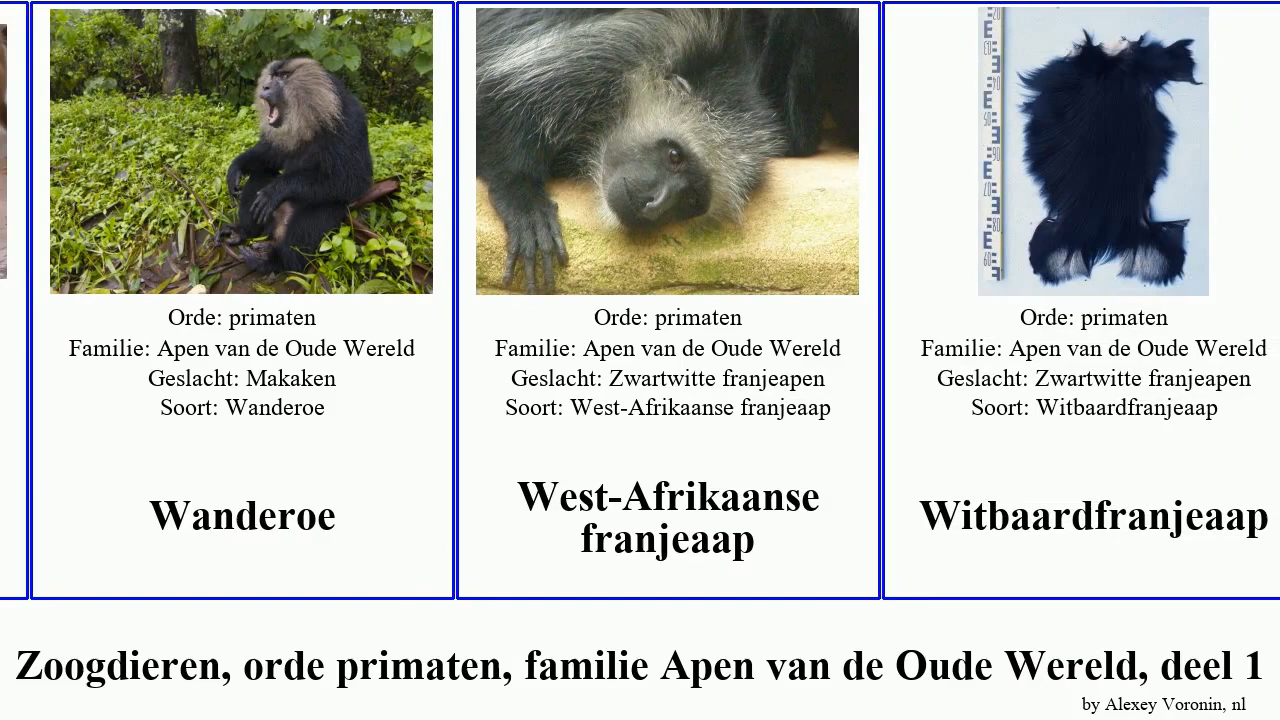 Orde: primaten
Familie: Apen van de Oude Wereld
Geslacht: Makaken
Soort: Wanderoe
Wanderoe
Orde: primaten
Familie: Apen van de Oude Wereld
Geslacht: Zwartwitte franjeapen
Soort: West-Afrikaanse franjeaap
West-Afrikaanse
franjeaap
Orde: primaten
Familie: Apen van de Oude Wereld
Geslacht: Zwartwitte franjeapen
Soort: Witbaardfranjeaap
Witbaardfranjeaap
Zoogdieren, orde primaten, familie Apen van de Oude Wereld, deel 1
by Alexey Voronin, nl